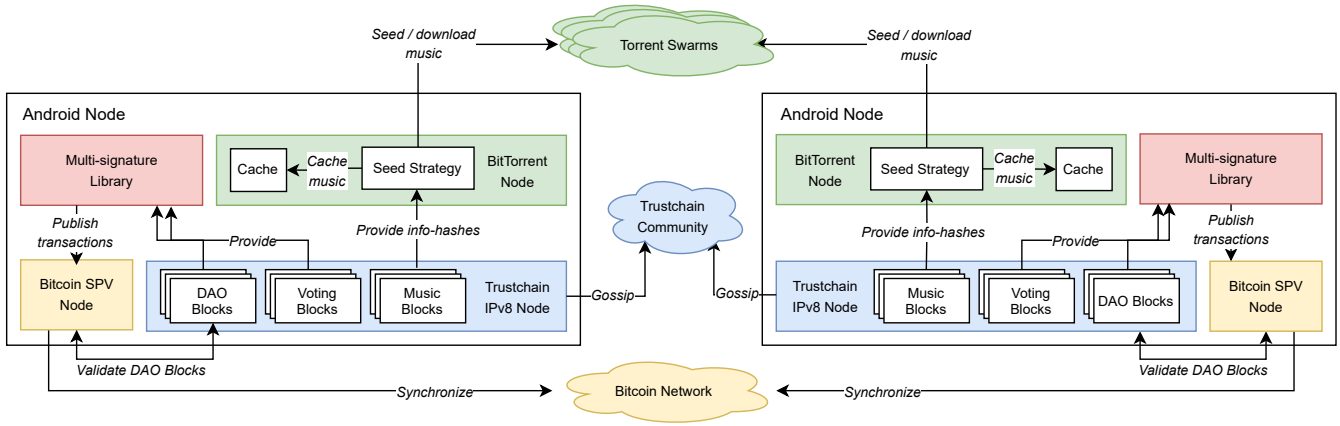 Seed / download
music
Torrent Swarms
Seed / download
music
Android Node
Multi-signature
Library
Cache
Cache
music
Seed Strategy
BitTorrent
Node
Publish
transactions
Provide
Provide info-hashes
Bitcoin SPV
Node
DAO
Blocks
Voting
Blocks
Music
Blocks
Trustchain
IPv8 Node
Validate DAO Blocks
Gossip
Trustchain
Community
Gossip
Android Node
BitTorrent
Node
Seed Strategy
Cache
music
Cache
Multi-signature
Library
Provide info-hashes
Provide
Publish
transactions
Trustchain
IPv8 Node
Music
Blocks
Voting
Blocks
DAO Blocks
Bitcoin SPV
Node
Validate DAO Blocks
Synchronize
Bitcoin Network
Synchronize